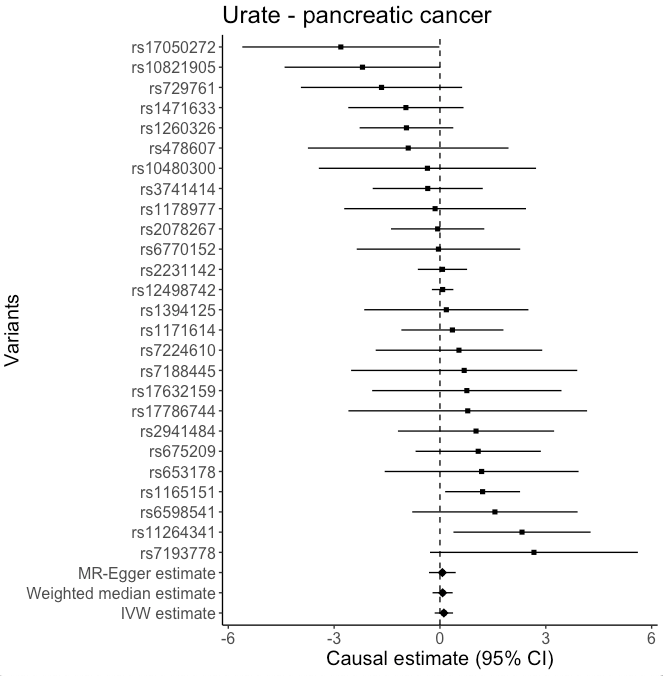 Urate - pancreatic cancer
rs17050272
rs10821905
rs729761
rs1471633
rs1260326
rs478607
rs10480300
rs3741414
rs1178977
rs2078267
rs6770152
rs2231142
rs12498742
rs1394125
rs1171614
rs7224610
rs7188445
rs17632159
rs17786744
rs2941484
rs675209
rs653178
rs1165151
rs6598541
rs11264341
rs7193778
MR-Egger estimate
Weighted median estimate
IVW estimate
Variants
-6 -3 0 3 6
Causal estimate (95% CI)